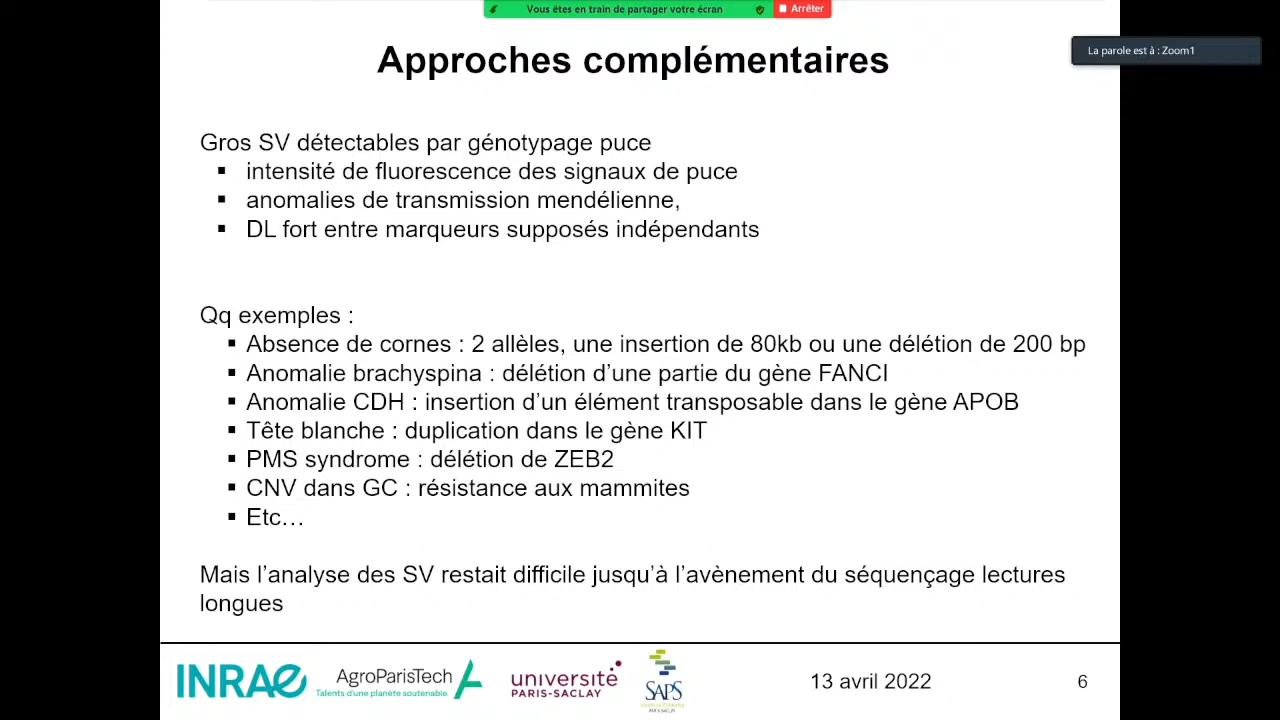 Vous êtes en train de partager votre écran
Arrêter
La parole est à : Zoom1
Approches complémentaires
Gros SV détectables par génotypage puce
▪ intensité de fluorescence des signaux de puce
▪ anomalies de transmission mendélienne,
▪ DL fort entre marqueurs supposés indépendants
Qq exemples :
▪ Absence de cornes : 2 allèles, une insertion de 80kb ou une délétion de 200 bp
▪ Anomalie brachyspina : délétion d’une partie du gène FANCI
▪ Anomalie CDH : insertion d’un élément transposable dans le gène APOB
▪ Tête blanche : duplication dans le gène KIT
▪ PMS syndrome : délétion de ZEB2
▪ CNV dans GC : résistance aux mammites
▪ Etc…
Mais l’analyse des SV restait difficile jusqu’à l’avènement du séquençage lectures
longues
INRAE
AgroParisTech
Talents d'une planète soutenable
université
PARIS-SACLAY
SAPS
13 avril 2022
6